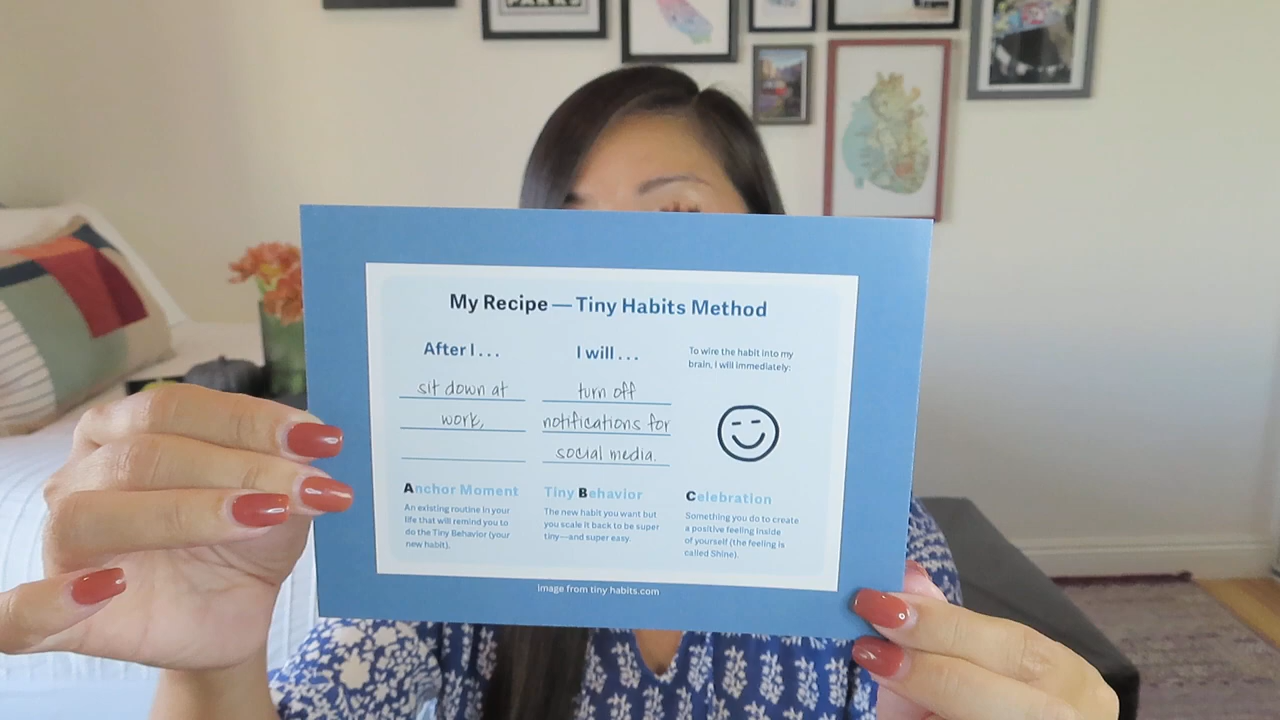 PARKS
My Recipe — Tiny Habits Method
After I . . .
sit down at
work,
I will . . .
turn off
notifications for
social media.
To wire the habit into my
brain, I will immediately:
Anchor Moment
An existing routine in your
life that will remind you to
do the Tiny Behavior (your
new habit).
Tiny Behavior
The new habit you want but
you scale it back to be super
tiny—and super easy.
Celebration
Something you do to create
a positive feeling inside
of yourself (the feeling is
called Shine).
image from tiny habits.com